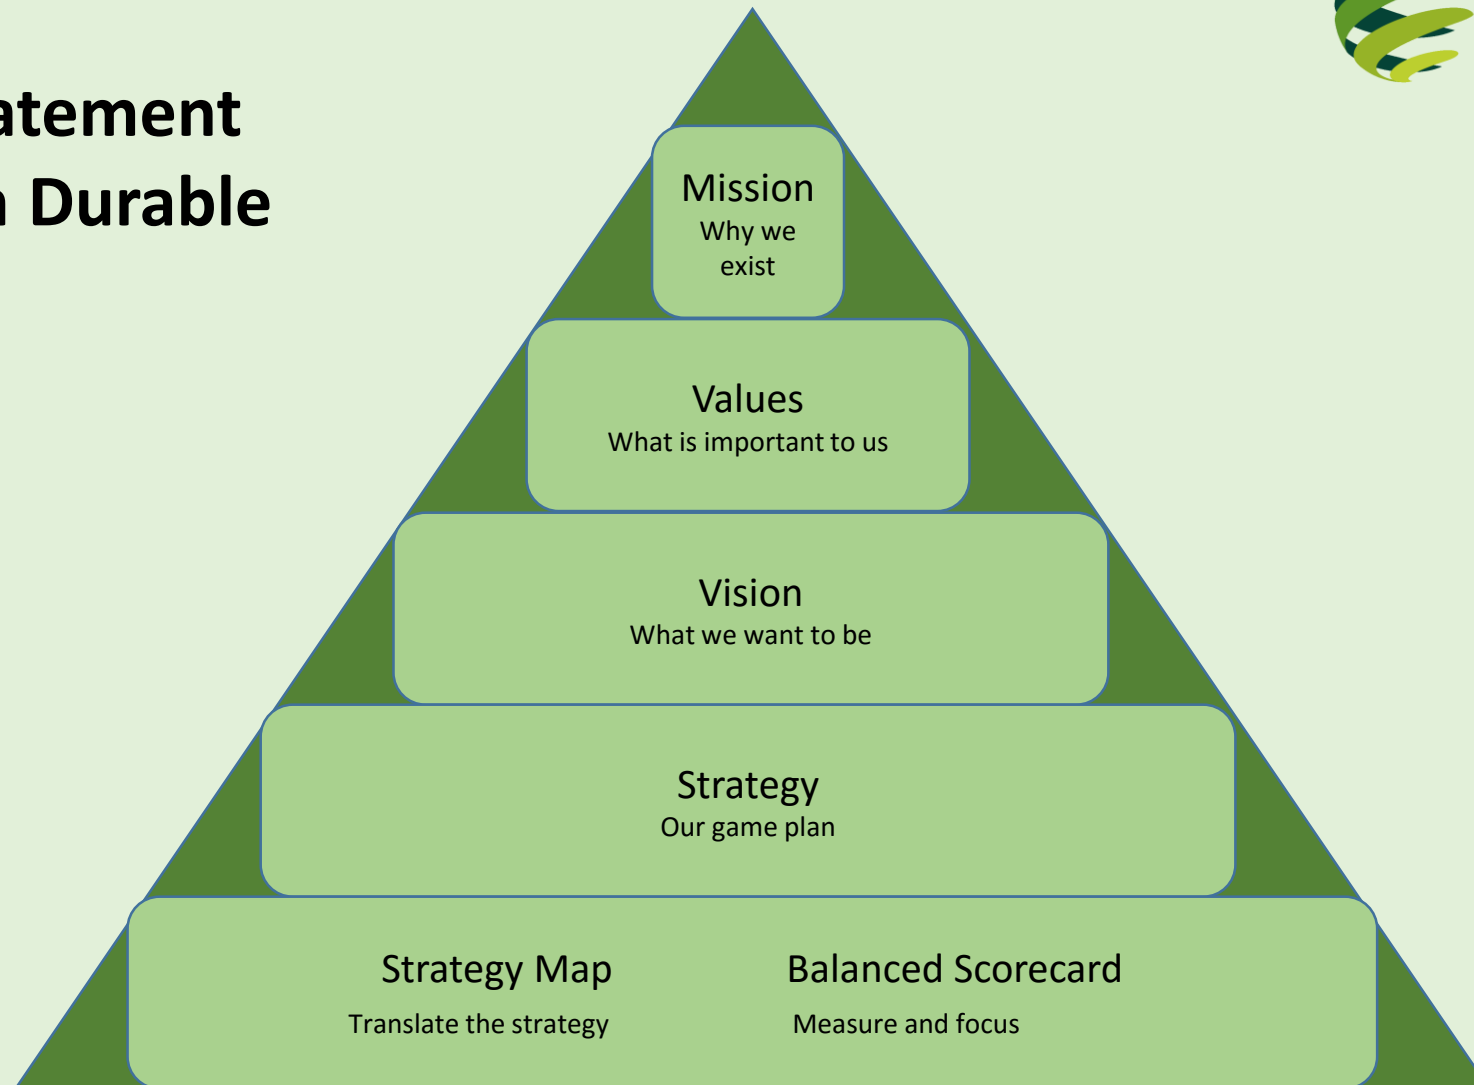 Durable
Mission
Why we
exist
Values
What is important to us
Vision
What we want to be
Strategy
Our game plan
Strategy Map
Balanced Scorecard
Translate the strategy
Measure and focus